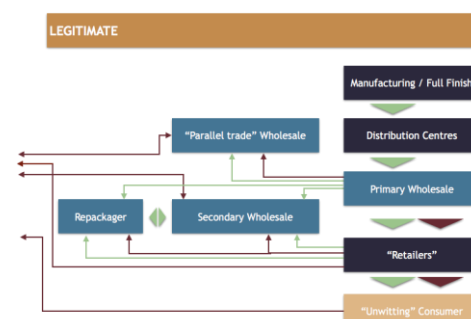 LEGITIMATE
Manufacturing / Full Finish
“Parallel trade” Wholesale
Distribution Centres
Primary Wholesale
Repackager
Secondary Wholesale
“Retailers”
“Unwitting” Consumer